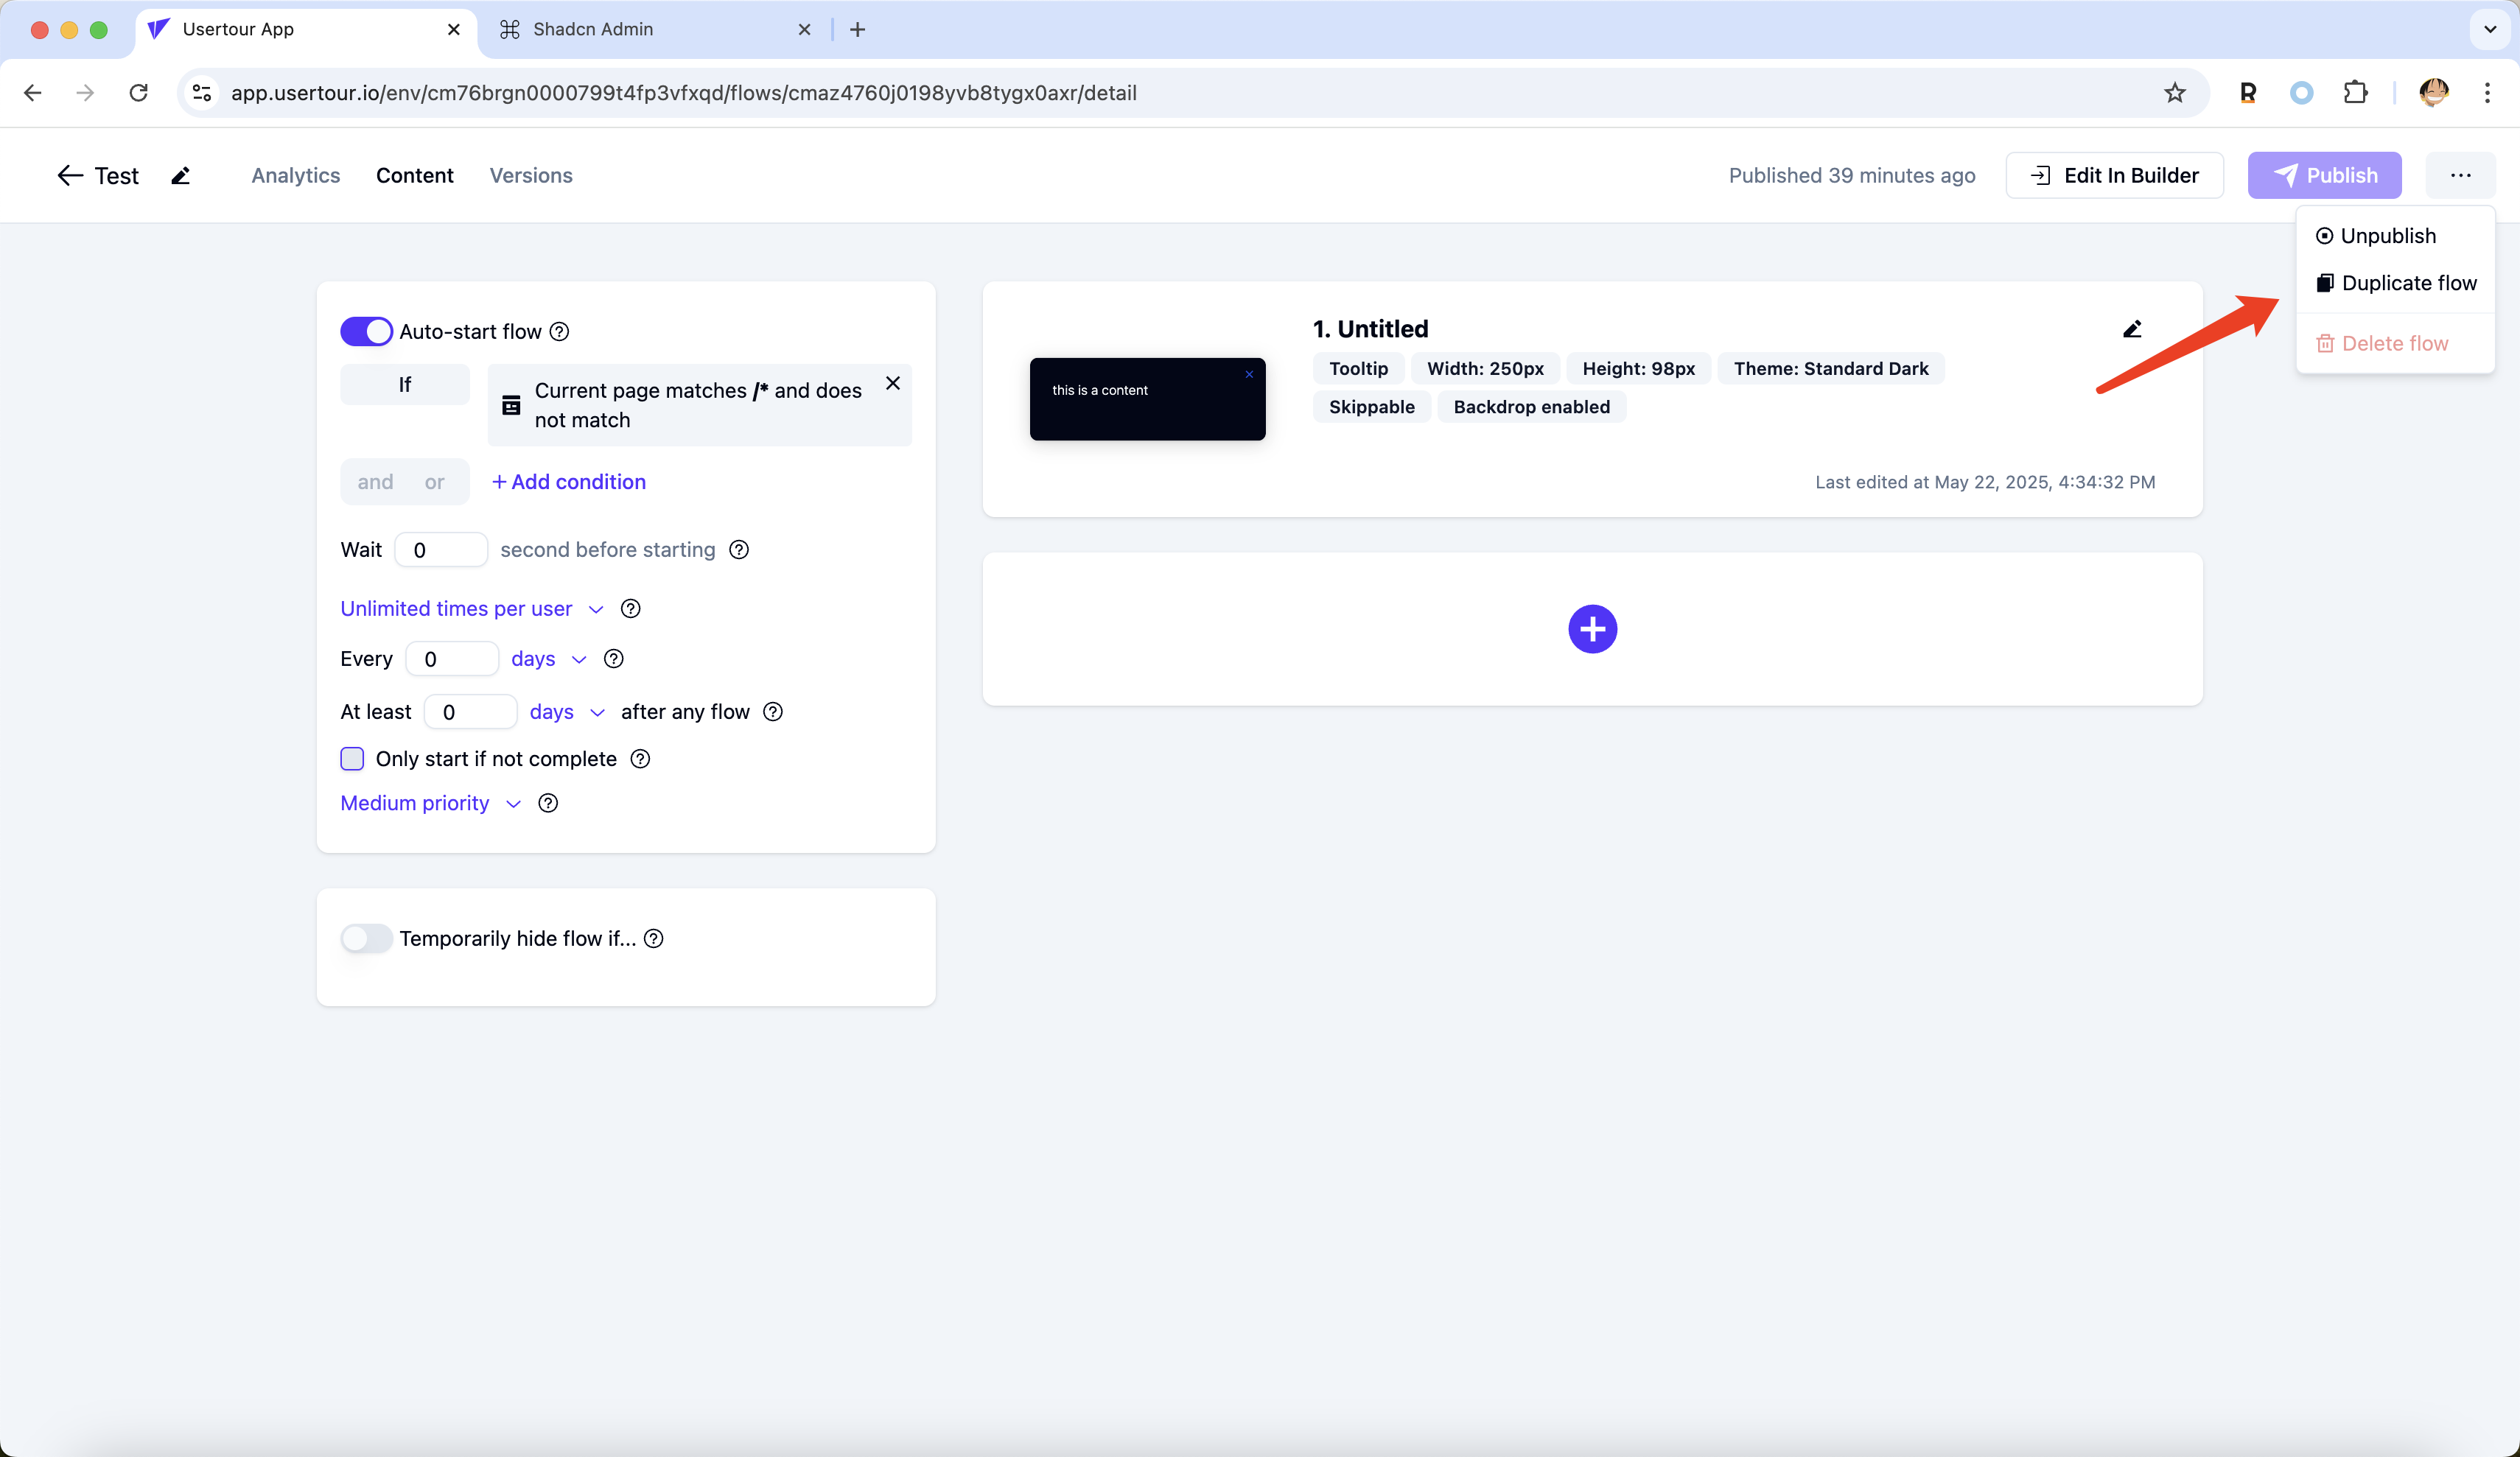 Usertour App
Shadcn Admin
app.usertour.io/env/cm76brgn0000799t4fp3vfxqd/flows/cmaz4760j0198yvb8tygx0axr/detail
R
Test
Analytics
Content
Versions
Published 39 minutes ago
Edit In Builder
Publish
Unpublish
Duplicate flow
Delete flow
Auto-start flow
If
Current page matches /* and does
not match
and or
Add condition
Wait 0 second before starting
Unlimited times per user
Every 0 days
At least 0 days after any flow
Only start if not complete
Medium priority
Temporarily hide flow if...
this is a content
1. Untitled
Tooltip Width: 250px Height: 98px Theme: Standard Dark
Skippable Backdrop enabled
Last edited at May 22, 2025, 4:34:32 PM